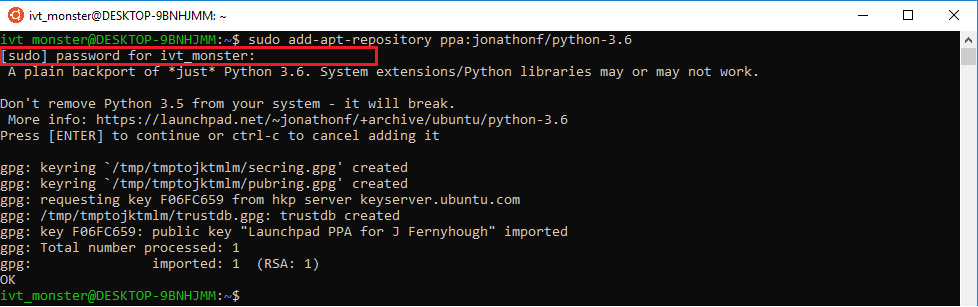 ivt_monster@DESKTOP-9BNHJMM: ~
ivt_monster@DESKTOP-9BNHJMM:~$ sudo add-apt-repository ppa:jonathonf/python-3.6
[sudo] password for ivt_monster:
 A plain backport of *just* Python 3.6. System extensions/Python libraries may or may not work.

Don't remove Python 3.5 from your system - it will break.
 More info: https://launchpad.net/~jonathonf/+archive/ubuntu/python-3.6
Press [ENTER] to continue or ctrl-c to cancel adding it

gpg: keyring `/tmp/tmptojktmlm/secring.gpg' created
gpg: keyring `/tmp/tmptojktmlm/pubring.gpg' created
gpg: requesting key F06FC659 from hkp server keyserver.ubuntu.com
gpg: /tmp/tmptojktmlm/trustdb.gpg: trustdb created
gpg: key F06FC659: public key "Launchpad PPA for J Fernyhough" imported
gpg: Total number processed: 1
gpg:               imported: 1  (RSA: 1)
OK
ivt_monster@DESKTOP-9BNHJMM:~$